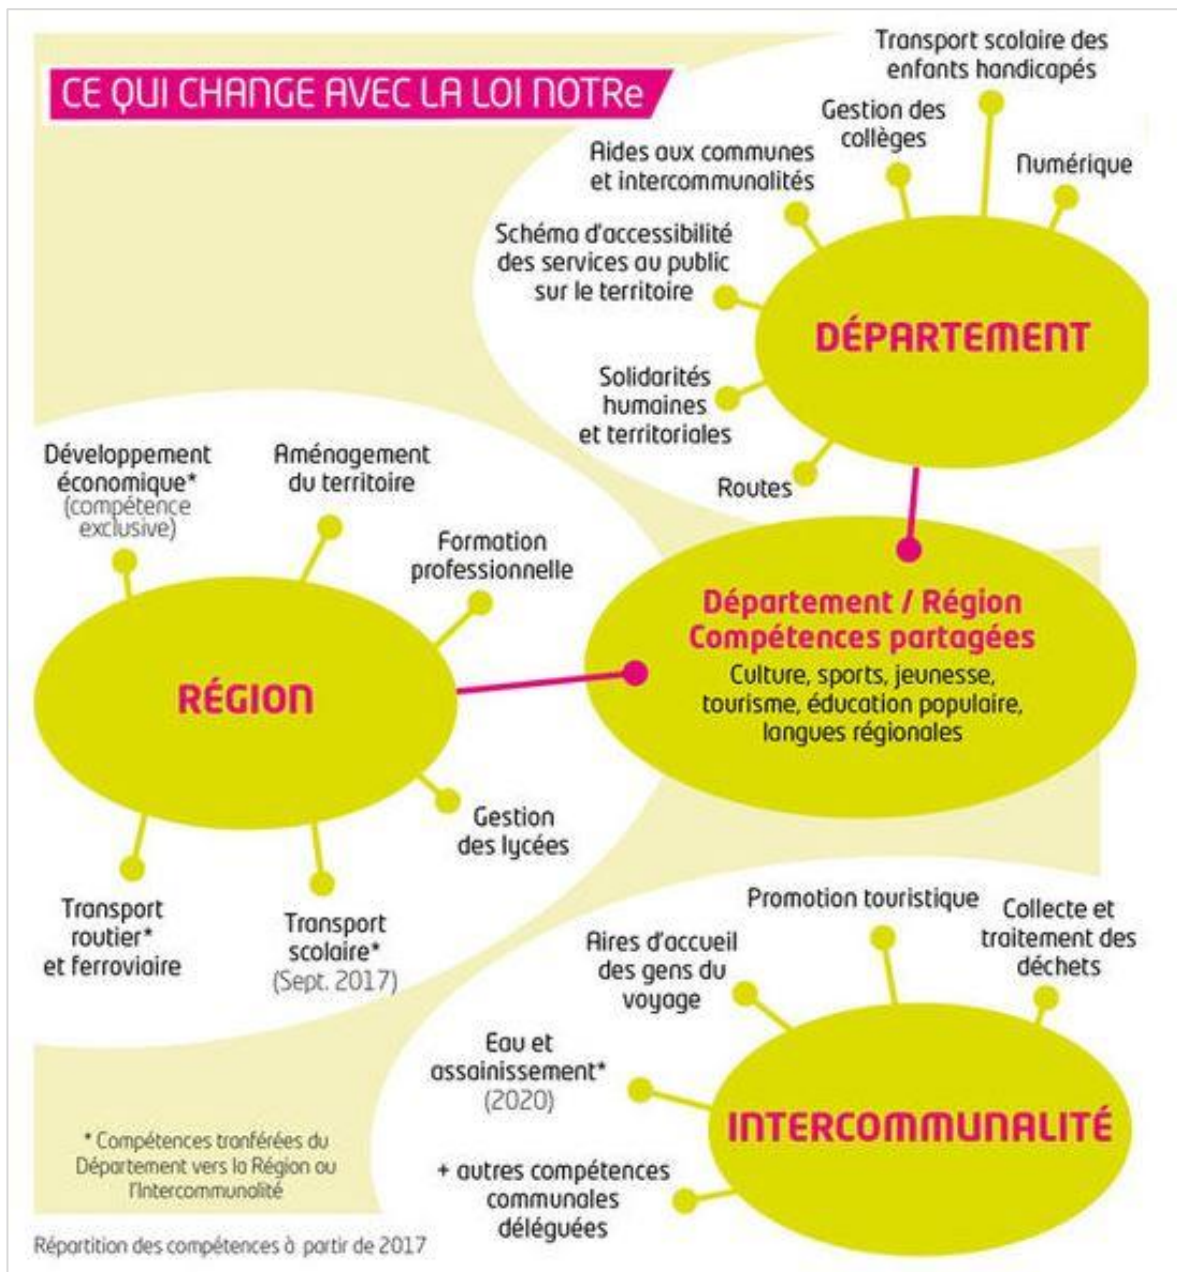 CE QUI CHANGE AVEC LA LOI NOTRe
Transport scolaire des
enfants handicapés
Gestion des
collèges
Numérique
Aides aux communes
et intercommunalités
Schéma d'accessibilité
des services au public
sur le territoire
DÉPARTEMENT
Solidarités
humaines
et territoriales
Routes
Développement
économique*
(compétence
exclusive)
Aménagement
du territoire
Formation
professionnelle
RÉGION
Département / Région
Compétences partagées
Culture, sports, jeunesse,
tourisme, éducation populaire,
langues régionales
Gestion
des lycées
Transport
routier*
et ferroviaire
Transport
scolaire*
(Sept. 2017)
Promotion touristique
Collecte et
traitement des
déchets
Aires d'accueil
des gens du
voyage
Eau et
assainissement*
(2020)
INTERCOMMUNALITÉ
+ autres compétences
communales
déléguées
* Compétences tranférées du
Département vers la Région ou
l'Intercommunalité
Répartition des compétences à partir de 2017